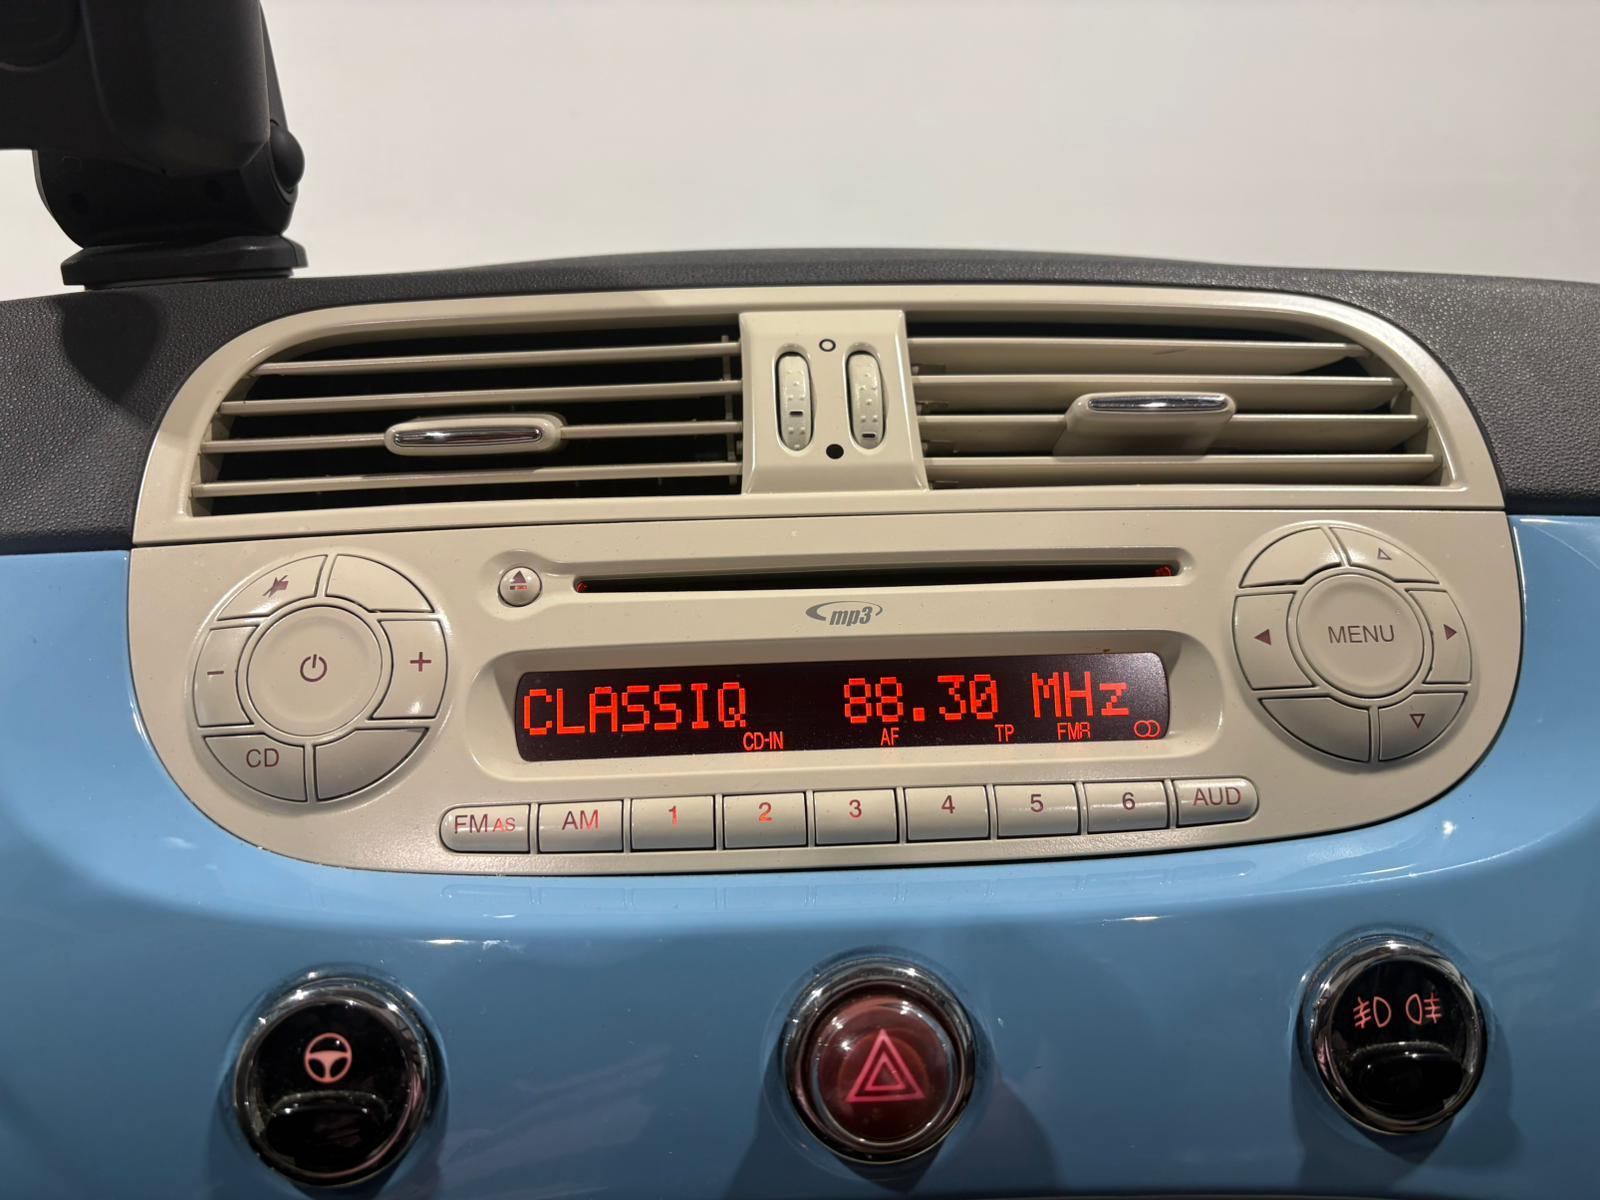 mp3
MENU
CLASSIQ 88.30 MHz
CD-IN AF TP FMR
CD
FM AS AM 1 2 3 4 5 6 AUD